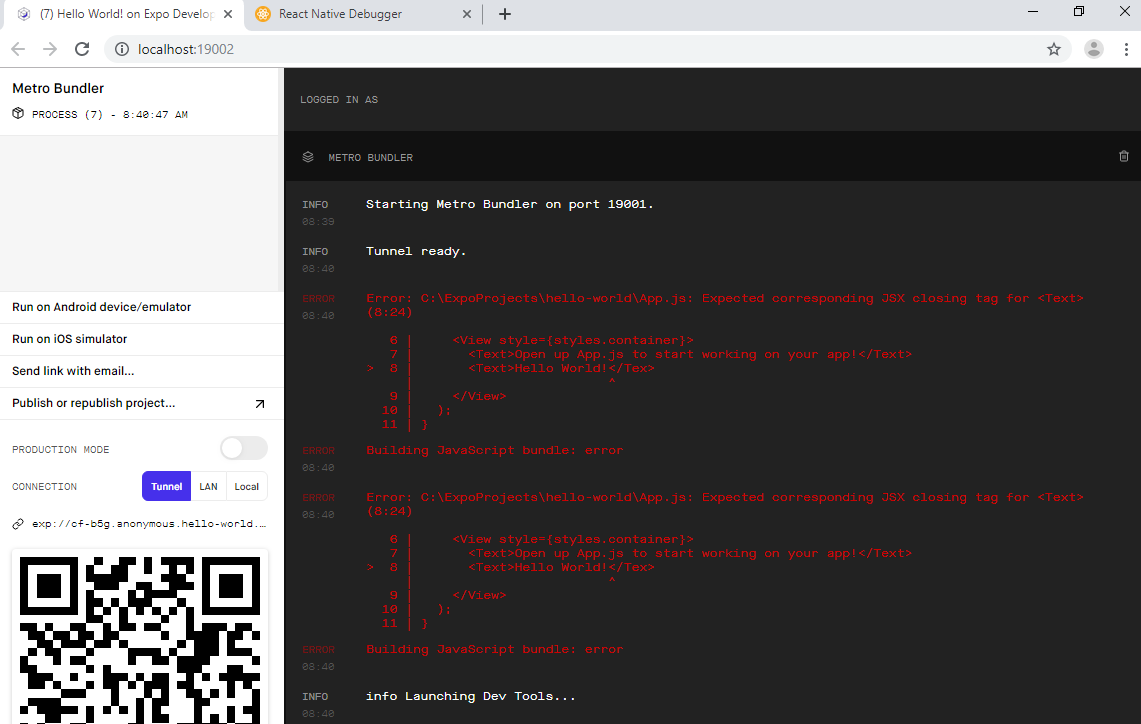 (7) Hello World! on Expo Develop
React Native Debugger
localhost:19002
Metro Bundler
PROCESS (7) - 8:40:47 AM
Run on Android device/emulator
Run on iOS simulator
Send link with email...
Publish or republish project...
PRODUCTION MODE
CONNECTION Tunnel LAN Local
exp://cf-b5g.anonymous.hello-world....
LOGGED IN AS
METRO BUNDLER
INFO Starting Metro Bundler on port 19001.
08:39
INFO Tunnel ready.
08:40
ERROR Error: C:\ExpoProjects\hello-world\App.js: Expected corresponding JSX closing tag for <Text>
08:40 (8:24)
6 | <View style={styles.container}>
7 | <Text>Open up App.js to start working on your app!</Text>
> 8 | <Text>Hello World!</Tex>
| ^
9 | </View>
10 | );
11 | }
ERROR Building JavaScript bundle: error
08:40
ERROR Error: C:\ExpoProjects\hello-world\App.js: Expected corresponding JSX closing tag for <Text>
08:40 (8:24)
6 | <View style={styles.container}>
7 | <Text>Open up App.js to start working on your app!</Text>
> 8 | <Text>Hello World!</Tex>
| ^
9 | </View>
10 | );
11 | }
ERROR Building JavaScript bundle: error
08:40
INFO info Launching Dev Tools...
08:40